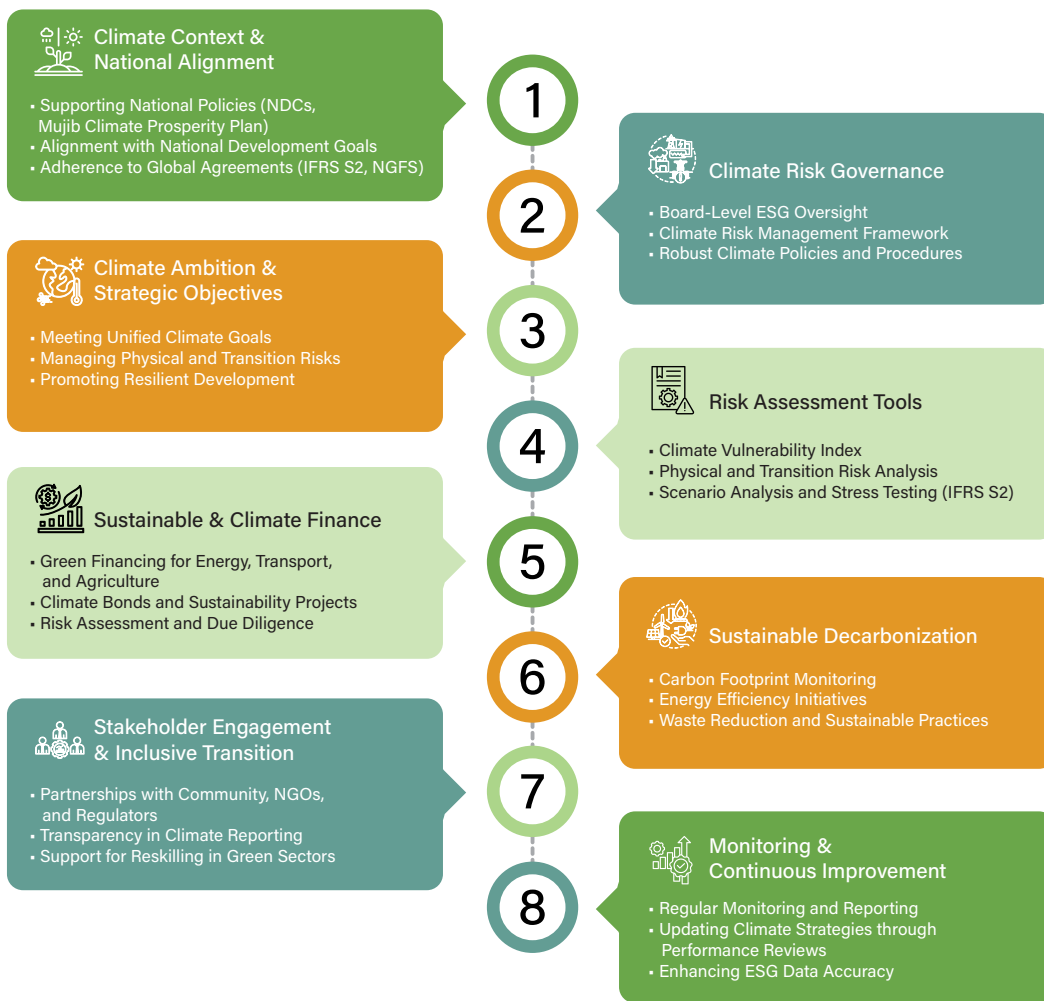 1
Climate Context &
National Alignment
▪ Supporting National Policies (NDCs,
Mujib Climate Prosperity Plan)
▪ Alignment with National Development Goals
▪ Adherence to Global Agreements (IFRS S2, NGFS)
2
Climate Risk Governance
▪ Board-Level ESG Oversight
▪ Climate Risk Management Framework
▪ Robust Climate Policies and Procedures
3
Climate Ambition &
Strategic Objectives
▪ Meeting Unified Climate Goals
▪ Managing Physical and Transition Risks
▪ Promoting Resilient Development
4
Risk Assessment Tools
▪ Climate Vulnerability Index
▪ Physical and Transition Risk Analysis
▪ Scenario Analysis and Stress Testing (IFRS S2)
5
Sustainable & Climate Finance
▪ Green Financing for Energy, Transport,
and Agriculture
▪ Climate Bonds and Sustainability Projects
▪ Risk Assessment and Due Diligence
6
Sustainable Decarbonization
▪ Carbon Footprint Monitoring
▪ Energy Efficiency Initiatives
▪ Waste Reduction and Sustainable Practices
7
Stakeholder Engagement
& Inclusive Transition
▪ Partnerships with Community, NGOs,
and Regulators
▪ Transparency in Climate Reporting
▪ Support for Reskilling in Green Sectors
8
Monitoring &
Continuous Improvement
▪ Regular Monitoring and Reporting
▪ Updating Climate Strategies through
Performance Reviews
▪ Enhancing ESG Data Accuracy